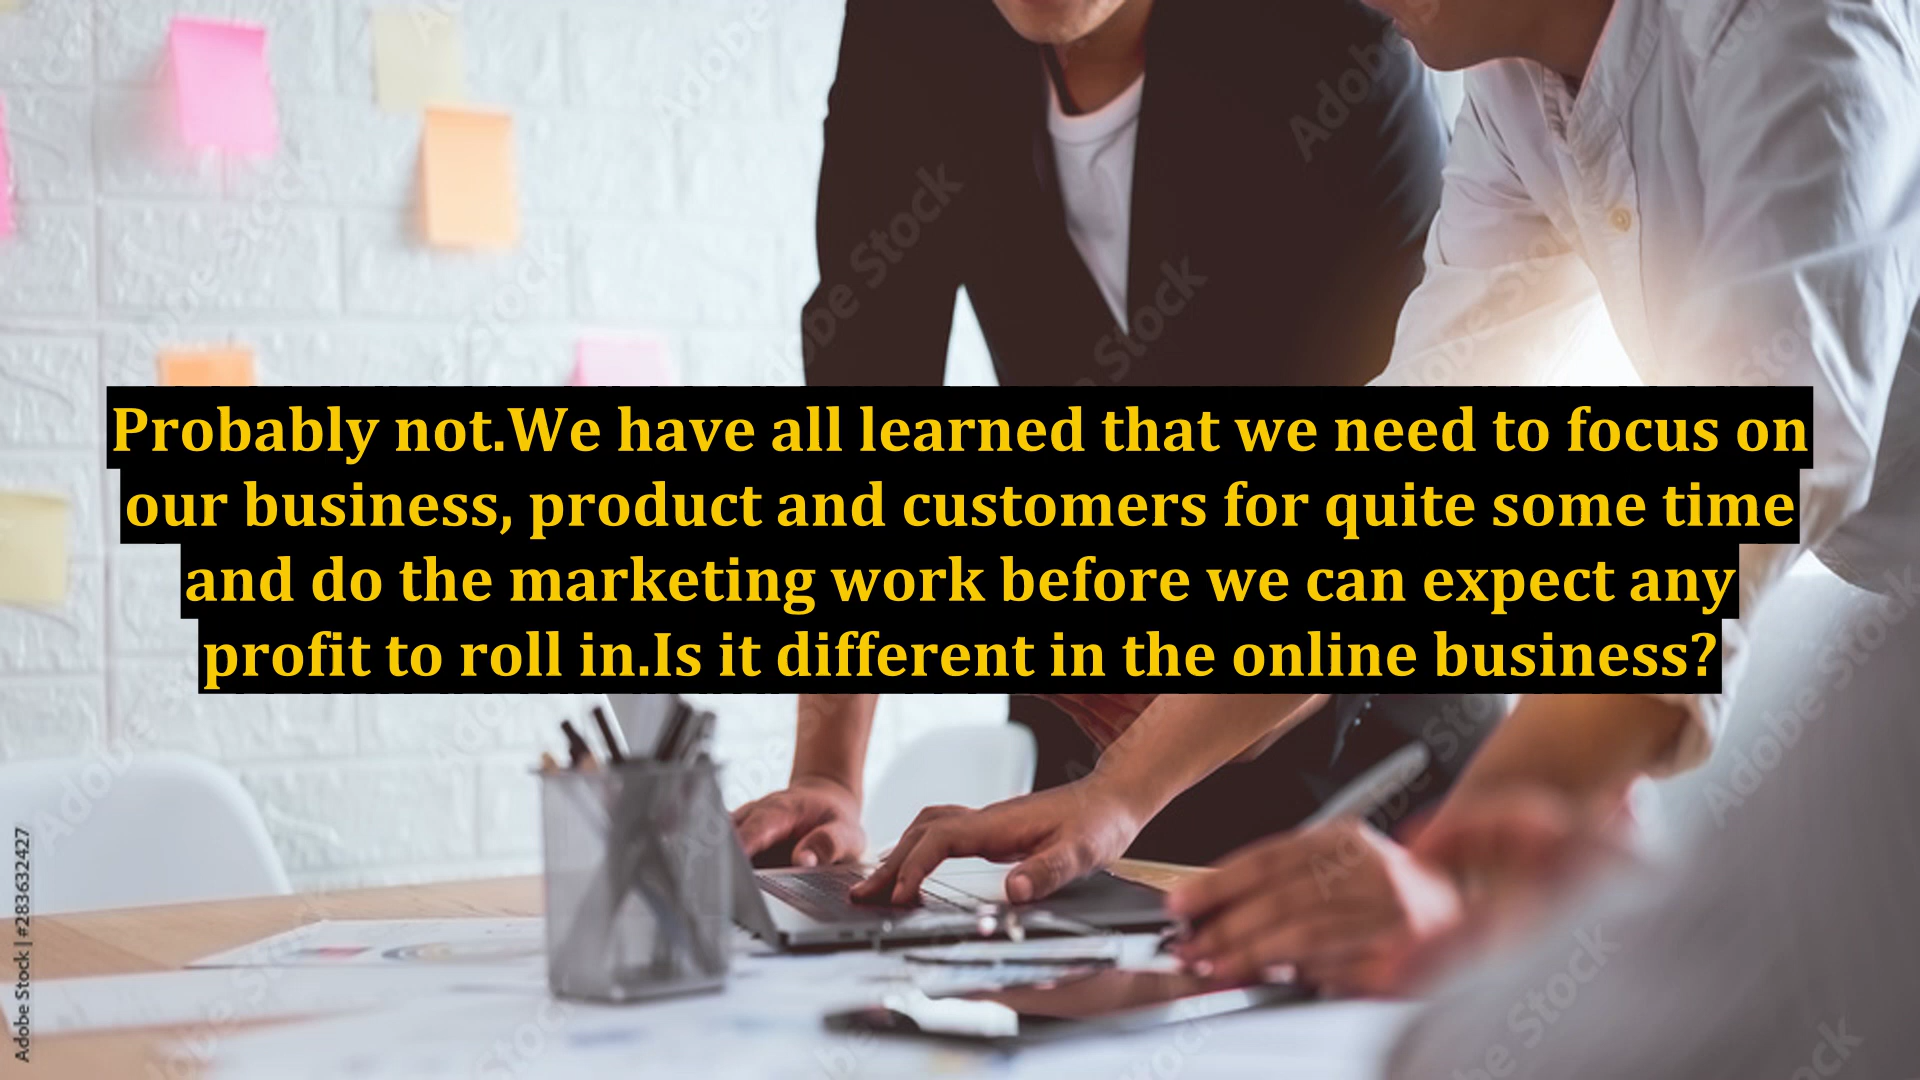 Probably not.We have all learned that we need to focus on
our business, product and customers for quite some time
and do the marketing work before we can expect any
profit to roll in.Is it different in the online business?
Adobe Stock | #283632427
Adobe Stock